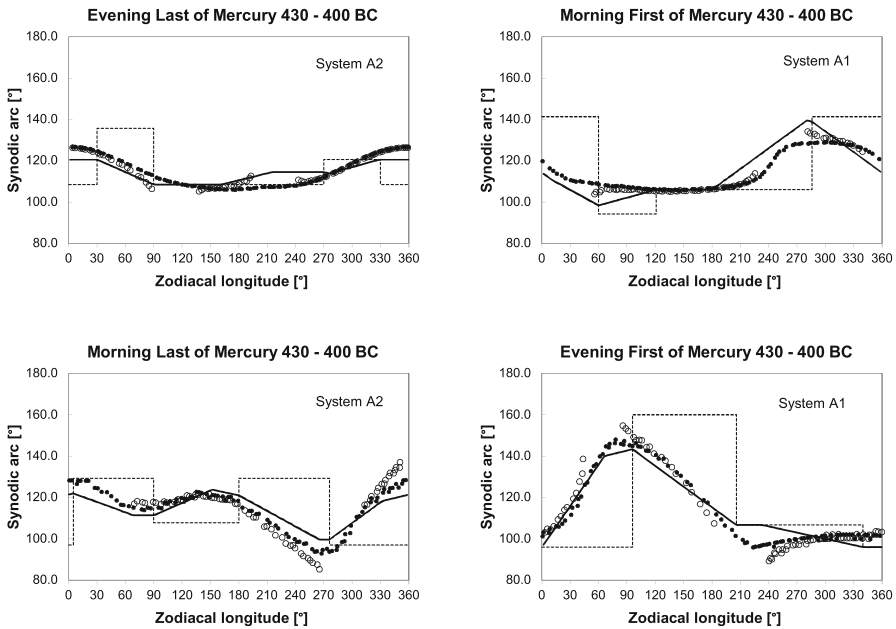 Evening Last of Mercury 430 - 400 BC
180.0
160.0
140.0
120.0
100.0
80.0
Synodic arc [°]
System A2
0 30 60 90 120 150 180 210 240 270 300 330 360
Zodiacal longitude [°]
Morning First of Mercury 430 - 400 BC
180.0
160.0
140.0
120.0
100.0
80.0
Synodic arc [°]
System A1
0 30 60 90 120 150 180 210 240 270 300 330 360
Zodiacal longitude [°]
Morning Last of Mercury 430 - 400 BC
180.0
160.0
140.0
120.0
100.0
80.0
Synodic arc [°]
System A2
0 30 60 90 120 150 180 210 240 270 300 330 360
Zodiacal longitude [°]
Evening First of Mercury 430 - 400 BC
180.0
160.0
140.0
120.0
100.0
80.0
Synodic arc [°]
System A1
0 30 60 90 120 150 180 210 240 270 300 330 360
Zodiacal longitude [°]